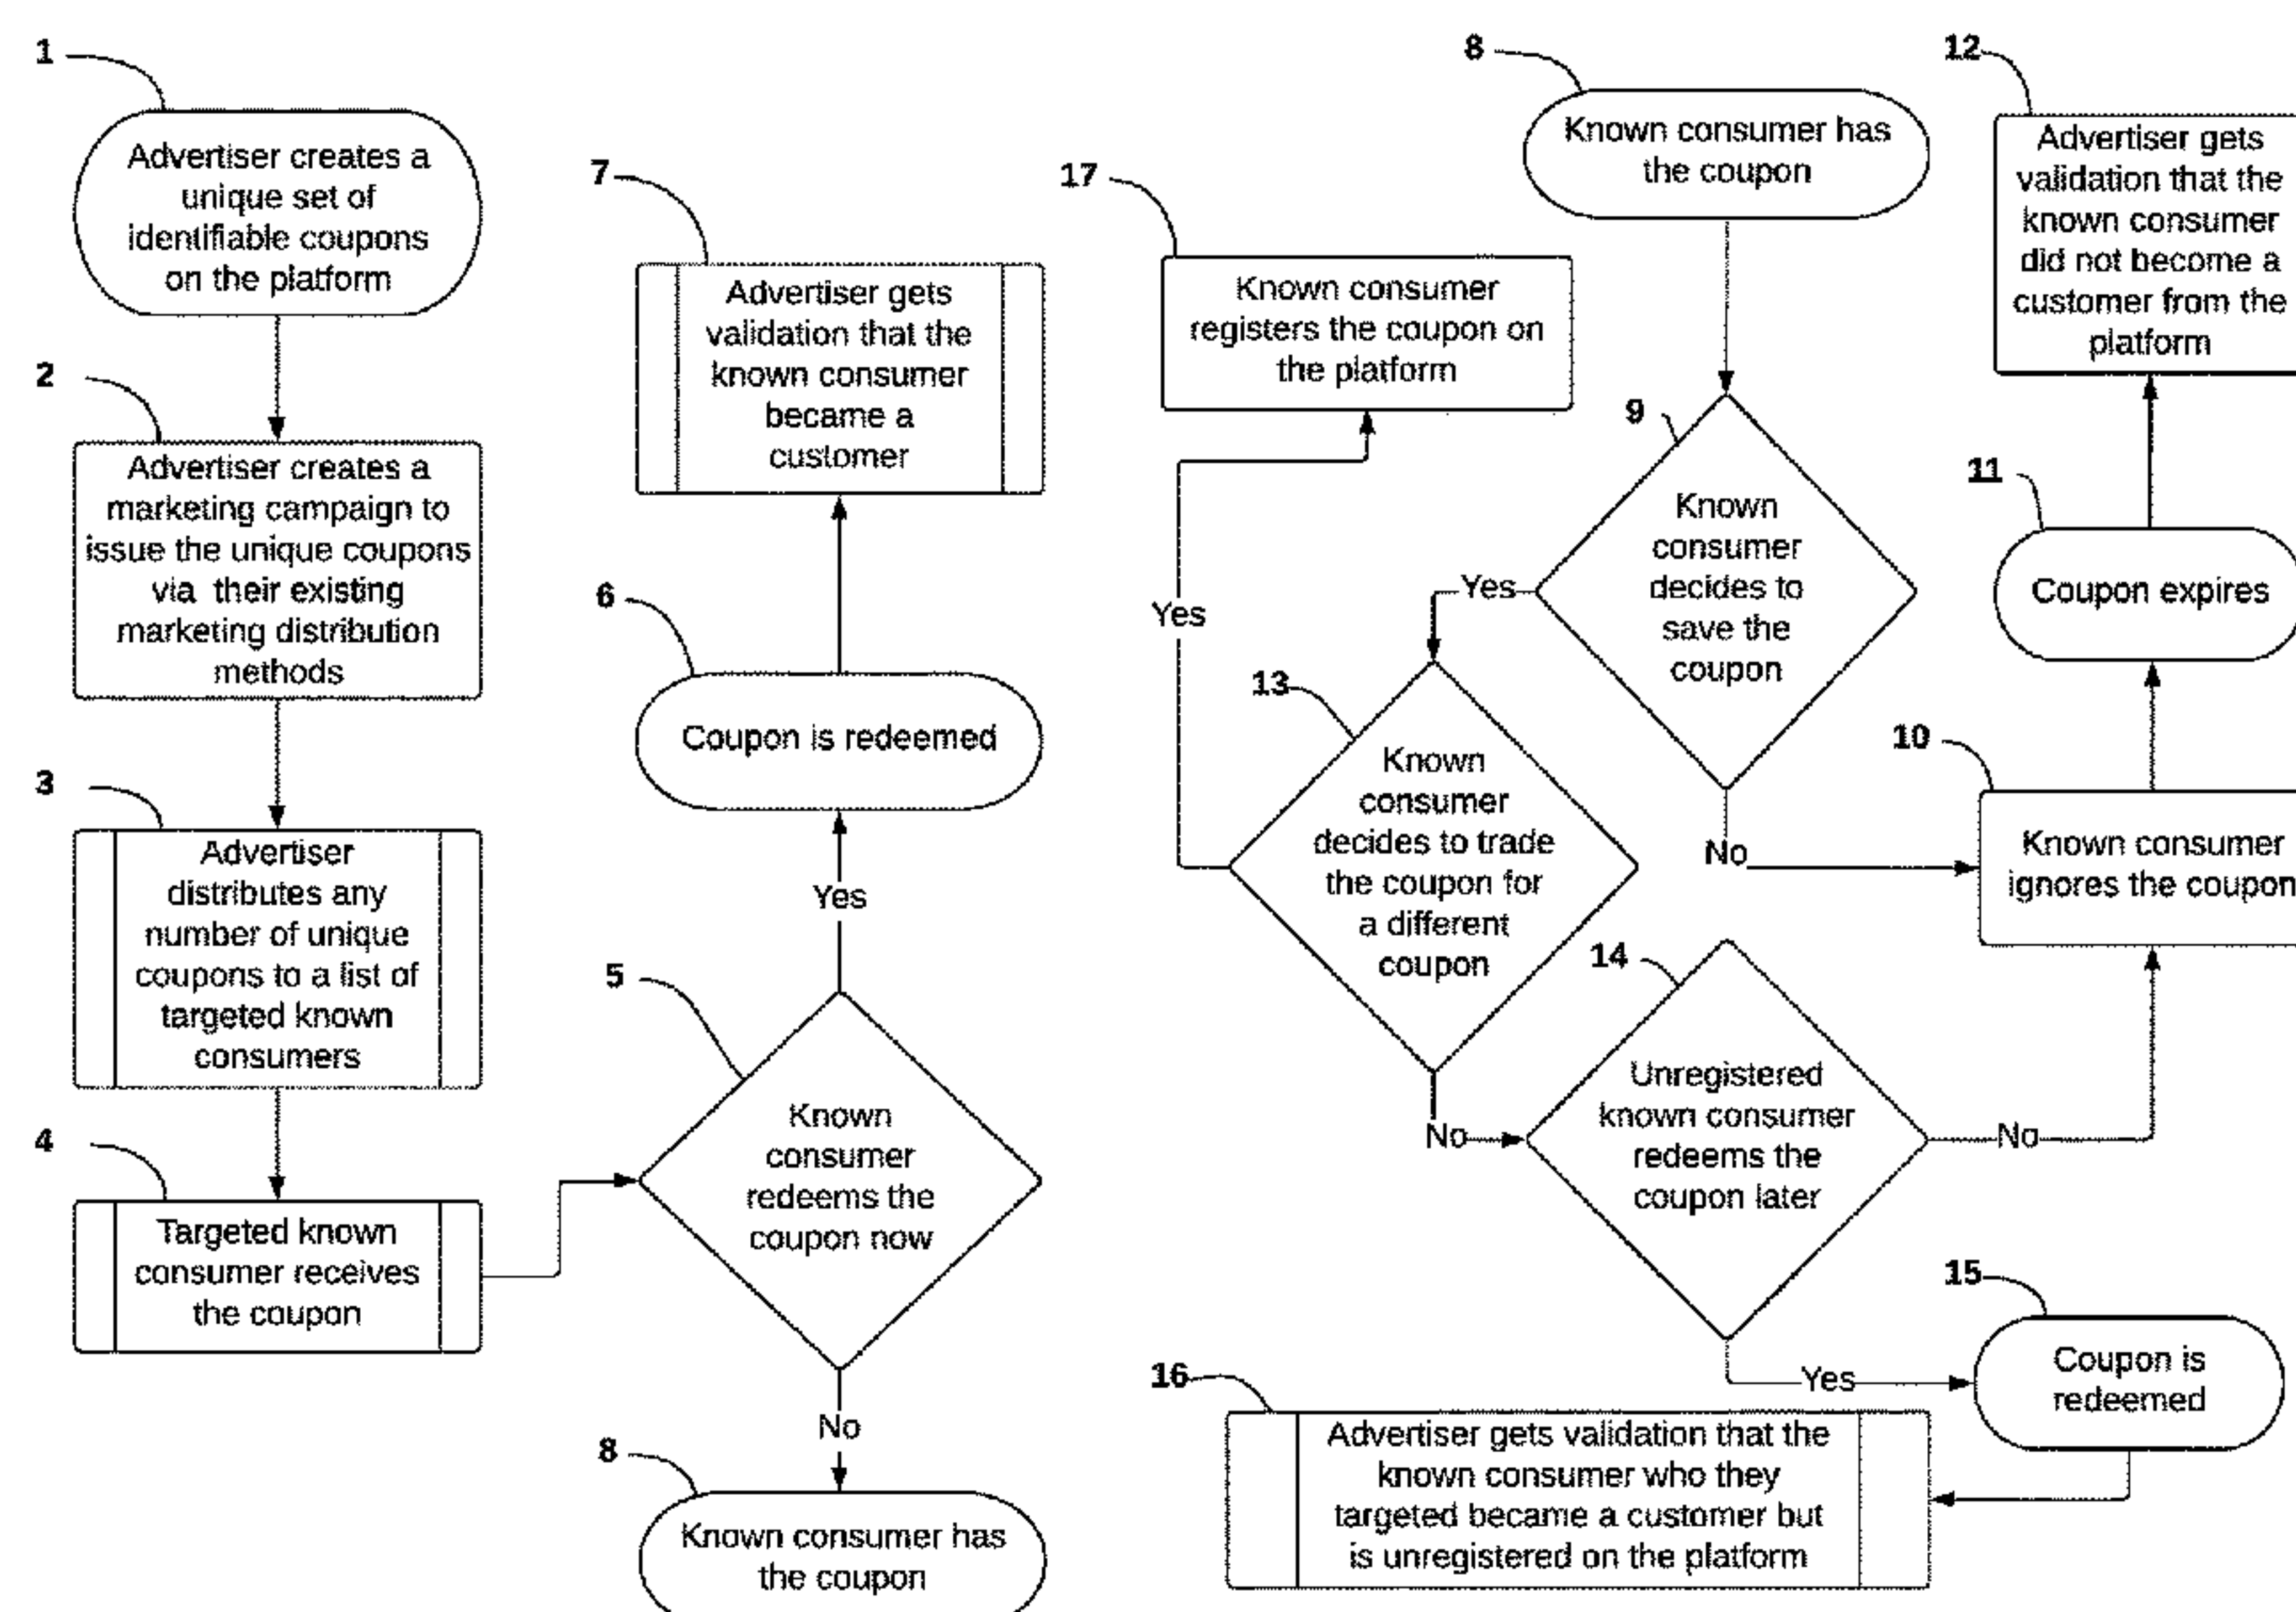 1
Advertiser creates a
unique set of
identifiable coupons
on the platform
2
Advertiser creates a
marketing campaign to
issue the unique coupons
via their existing
marketing distribution
methods
3
Advertiser
distributes any
number of unique
coupons to a list of
targeted known
consumers
4
Targeted known
consumer receives
the coupon
5
Known
consumer
redeems the
coupon now
Yes
6
Coupon is redeemed
7
Advertiser gets
validation that the
known consumer
became a
customer
No
8
Known consumer has
the coupon
8
Known consumer has
the coupon
9
Known
consumer
decides to
save the
coupon
No
10
Known consumer
ignores the coupon
11
Coupon expires
12
Advertiser gets
validation that the
known consumer
did not become a
customer from the
platform
Yes
13
Known
consumer
decides to trade
the coupon for
a different
coupon
Yes
17
Known consumer
registers the coupon on
the platform
No
14
Unregistered
known consumer
redeems the
coupon later
No
Yes
15
Coupon is
redeemed
16
Advertiser gets validation that the
known consumer who they
targeted became a customer but
is unregistered on the platform